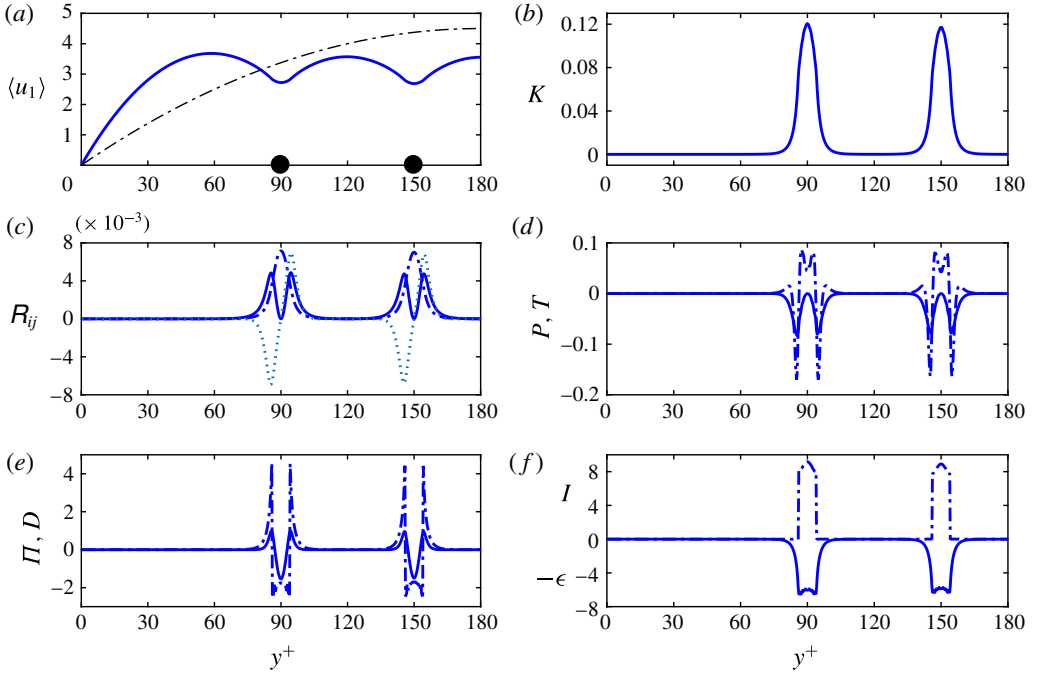 (a)
5
4
3
2
1
⟨u₁⟩
0 30 60 90 120 150 180
(b)
0.12
0.08
0.04
0
K
0 30 60 90 120 150 180
(c)
(× 10⁻³)
8
4
0
−4
−8
R_ij
0 30 60 90 120 150 180
(d)
0.1
0
−0.1
−0.2
P, T
0 30 60 90 120 150 180
(e)
4
2
0
−2
Π, D
0 30 60 90 120 150 180
y⁺
(f)
8
4
0
−4
−8
I
−ϵ
0 30 60 90 120 150 180
y⁺